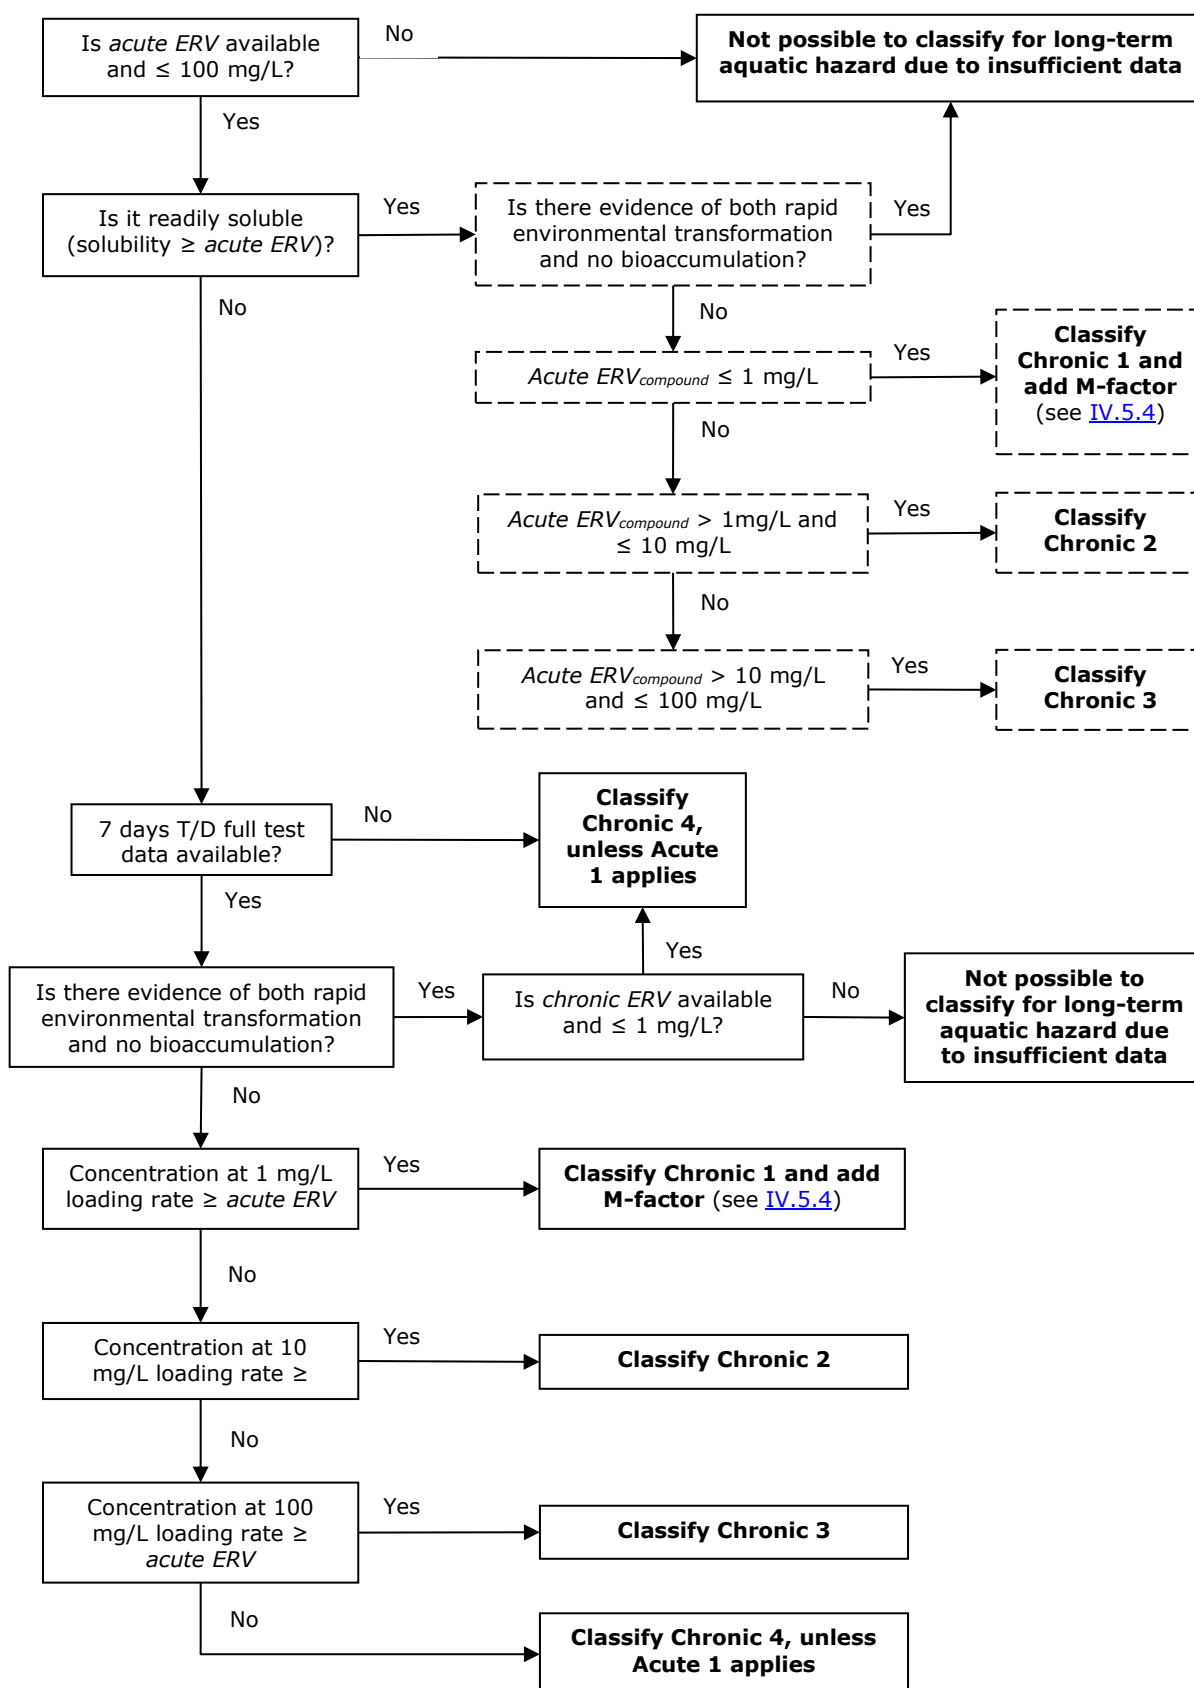 Is acute ERV available
and ≤ 100 mg/L?
No
Not possible to classify for long-term
aquatic hazard due to insufficient data
Yes
Is it readily soluble
(solubility ≥ acute ERV)?
Yes
Is there evidence of both rapid
environmental transformation
and no bioaccumulation?
Yes
No
No
Acute ERVcompound ≤ 1 mg/L
Yes
Classify
Chronic 1 and
add M-factor
(see IV.5.4)
No
Acute ERVcompound > 1mg/L and
≤ 10 mg/L
Yes
Classify
Chronic 2
No
Acute ERVcompound > 10 mg/L
and ≤ 100 mg/L
Yes
Classify
Chronic 3
7 days T/D full test
data available?
No
Classify
Chronic 4,
unless Acute
1 applies
Yes
Yes
Is there evidence of both rapid
environmental transformation
and no bioaccumulation?
Yes
Is chronic ERV available
and ≤ 1 mg/L?
No
Not possible to
classify for long-term
aquatic hazard due
to insufficient data
No
Concentration at 1 mg/L
loading rate ≥ acute ERV
Yes
Classify Chronic 1 and add
M-factor (see IV.5.4)
No
Concentration at 10
mg/L loading rate ≥
Yes
Classify Chronic 2
No
Concentration at 100
mg/L loading rate ≥
acute ERV
Yes
Classify Chronic 3
No
Classify Chronic 4, unless
Acute 1 applies